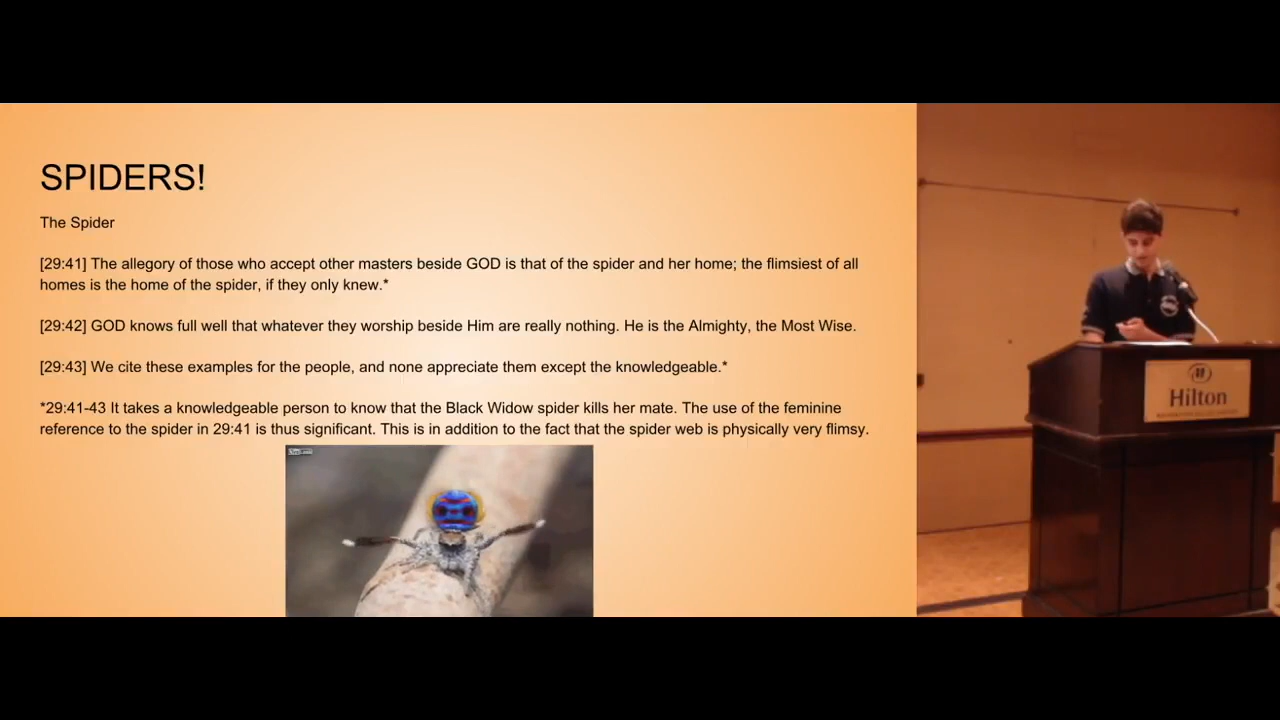 SPIDERS!
The Spider
[29:41] The allegory of those who accept other masters beside GOD is that of the spider and her home; the flimsiest of all
homes is the home of the spider, if they only knew.*
[29:42] GOD knows full well that whatever they worship beside Him are really nothing. He is the Almighty, the Most Wise.
[29:43] We cite these examples for the people, and none appreciate them except the knowledgeable.*
*29:41-43 It takes a knowledgeable person to know that the Black Widow spider kills her mate. The use of the feminine
reference to the spider in 29:41 is thus significant. This is in addition to the fact that the spider web is physically very flimsy.
Hilton